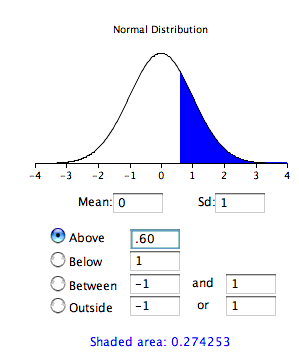 Normal Distribution
-4 -3 -2 -1 0 1 2 3 4
Mean: 0 Sd: 1
Above .60
Below 1
Between -1 and 1
Outside -1 or 1
Shaded area: 0.274253